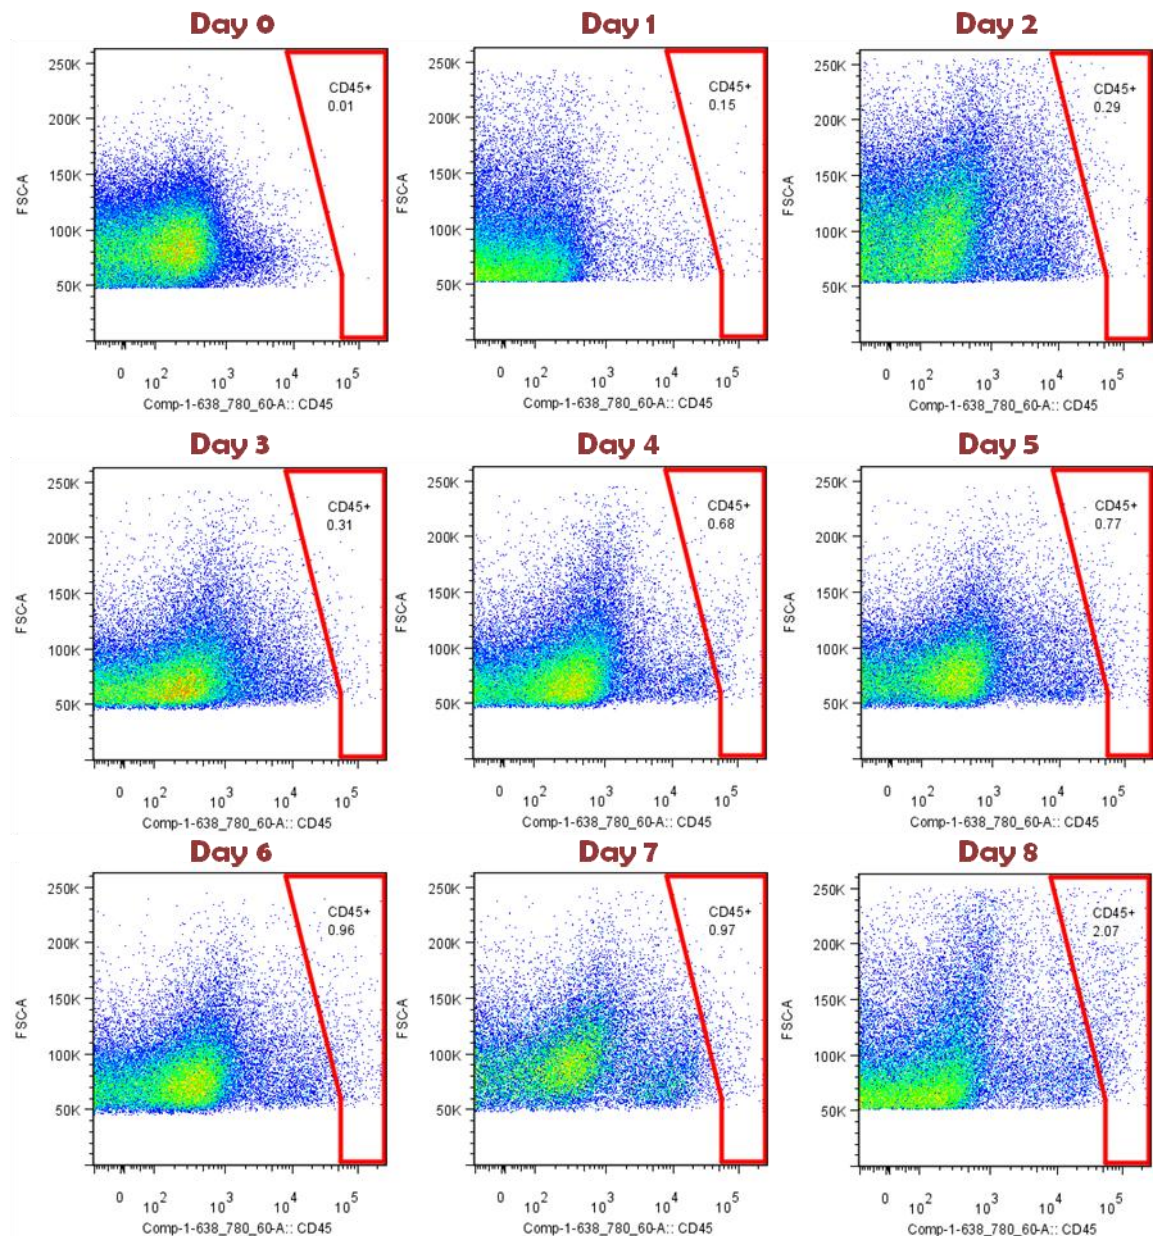 Day 0
Day 1
Day 2
250K
200K
150K
100K
50K
FSC-A
CD45+
0.01
0
10^2
10^3
10^4
10^5
Comp-1-638_780_60-A:: CD45
250K
200K
150K
100K
50K
FSC-A
CD45+
0.15
0
10^2
10^3
10^4
10^5
Comp-1-638_780_60-A:: CD45
250K
200K
150K
100K
50K
FSC-A
CD45+
0.29
0
10^2
10^3
10^4
10^5
Comp-1-638_780_60-A:: CD45
Day 3
Day 4
Day 5
250K
200K
150K
100K
50K
FSC-A
CD45+
0.31
0
10^2
10^3
10^4
10^5
Comp-1-638_780_60-A:: CD45
250K
200K
150K
100K
50K
FSC-A
CD45+
0.68
0
10^2
10^3
10^4
10^5
Comp-1-638_780_60-A:: CD45
250K
200K
150K
100K
50K
FSC-A
CD45+
0.77
0
10^2
10^3
10^4
10^5
Comp-1-638_780_60-A:: CD45
Day 6
Day 7
Day 8
250K
200K
150K
100K
50K
FSC-A
CD45+
0.96
0
10^2
10^3
10^4
10^5
Comp-1-638_780_60-A:: CD45
250K
200K
150K
100K
50K
FSC-A
CD45+
0.97
0
10^2
10^3
10^4
10^5
Comp-1-638_780_60-A:: CD45
250K
200K
150K
100K
50K
FSC-A
CD45+
2.07
0
10^2
10^3
10^4
10^5
Comp-1-638_780_60-A:: CD45